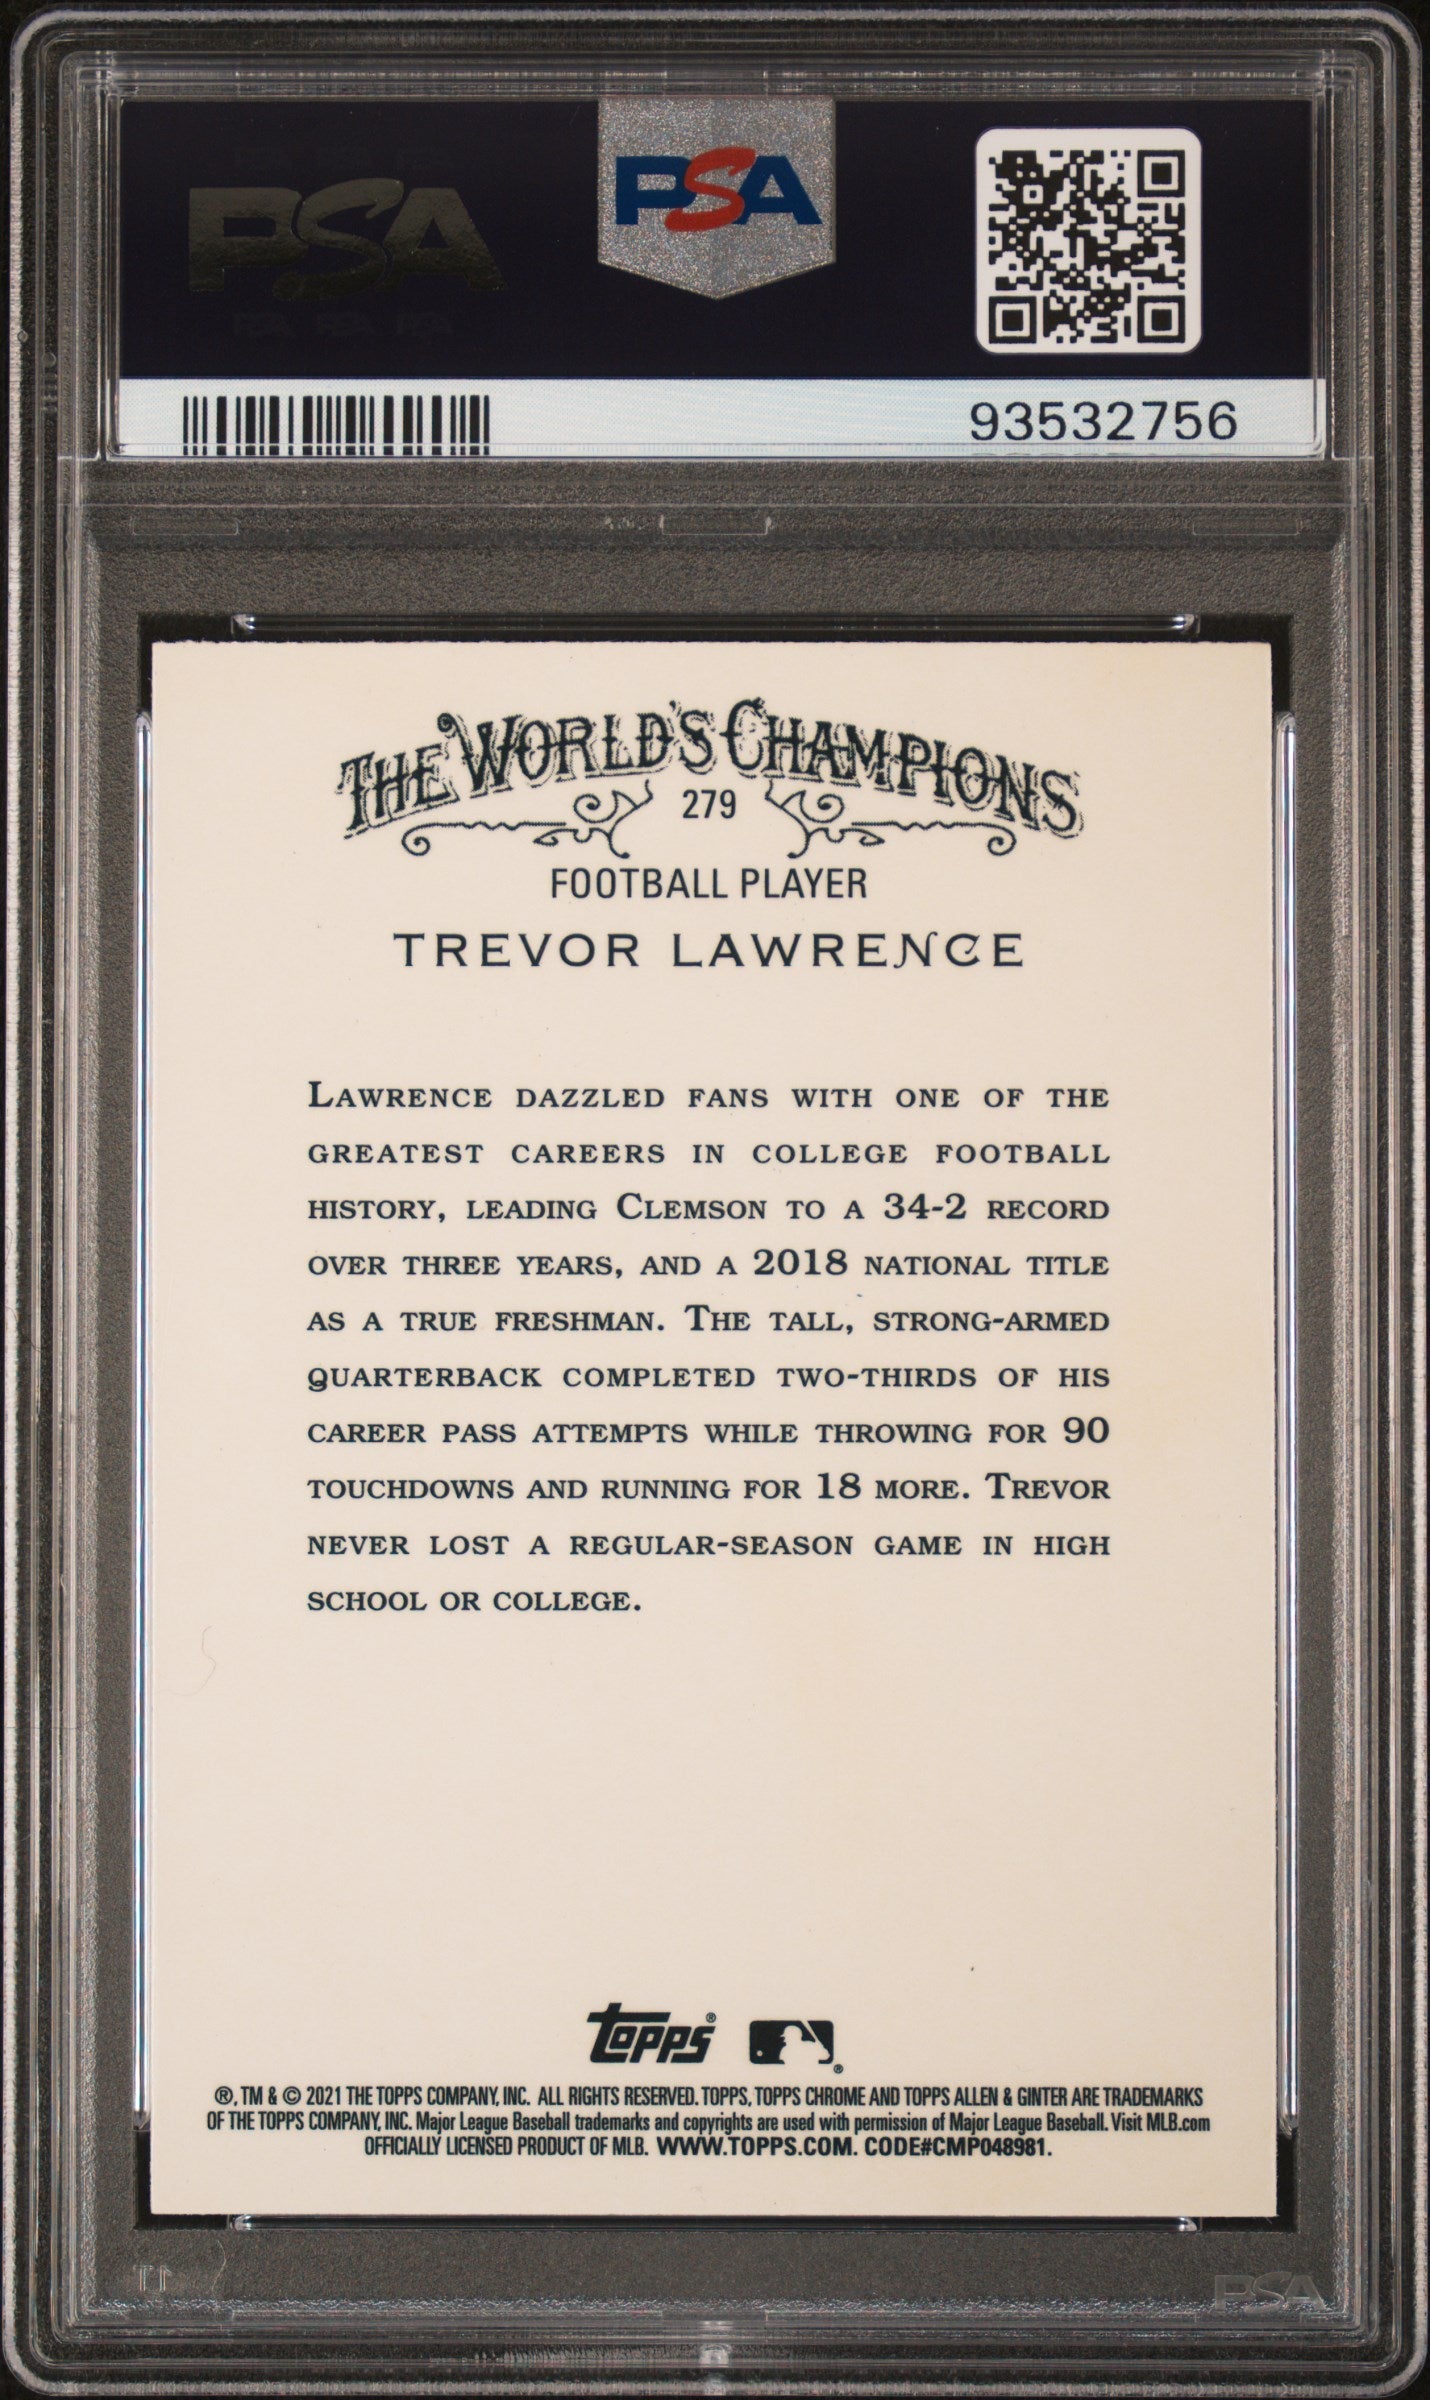 PSA
PSA
93532756
THE WORLD'S CHAMPIONS
279
FOOTBALL PLAYER
TREVOR LAWRENCE
LAWRENCE DAZZLED FANS WITH ONE OF THE
GREATEST CAREERS IN COLLEGE FOOTBALL
HISTORY, LEADING CLEMSON TO A 34-2 RECORD
OVER THREE YEARS, AND A 2018 NATIONAL TITLE
AS A TRUE FRESHMAN. THE TALL, STRONG-ARMED
QUARTERBACK COMPLETED TWO-THIRDS OF HIS
CAREER PASS ATTEMPTS WHILE THROWING FOR 90
TOUCHDOWNS AND RUNNING FOR 18 MORE. TREVOR
NEVER LOST A REGULAR-SEASON GAME IN HIGH
SCHOOL OR COLLEGE.
Topps®
®, TM & © 2021 THE TOPPS COMPANY, INC. ALL RIGHTS RESERVED. TOPPS, TOPPS CHROME AND TOPPS ALLEN & GINTER ARE TRADEMARKS
OF THE TOPPS COMPANY, INC. Major League Baseball trademarks and copyrights are used with permission of Major League Baseball. Visit MLB.com
OFFICIALLY LICENSED PRODUCT OF MLB. WWW.TOPPS.COM. CODE#CMP048981.
PSA